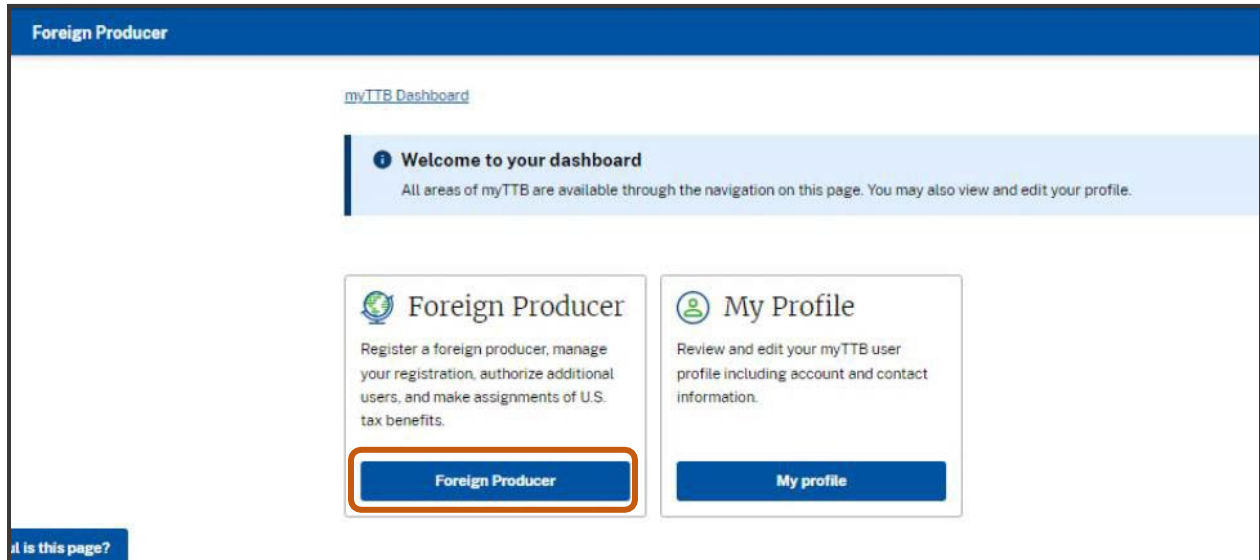 Foreign Producer
myTTB Dashboard
Welcome to your dashboard
All areas of myTTB are available through the navigation on this page. You may also view and edit your profile.
Foreign Producer
Register a foreign producer, manage
your registration, authorize additional
users, and make assignments of U.S.
tax benefits.
Foreign Producer
My Profile
Review and edit your myTTB user
profile including account and contact
information.
My profile
is this page?